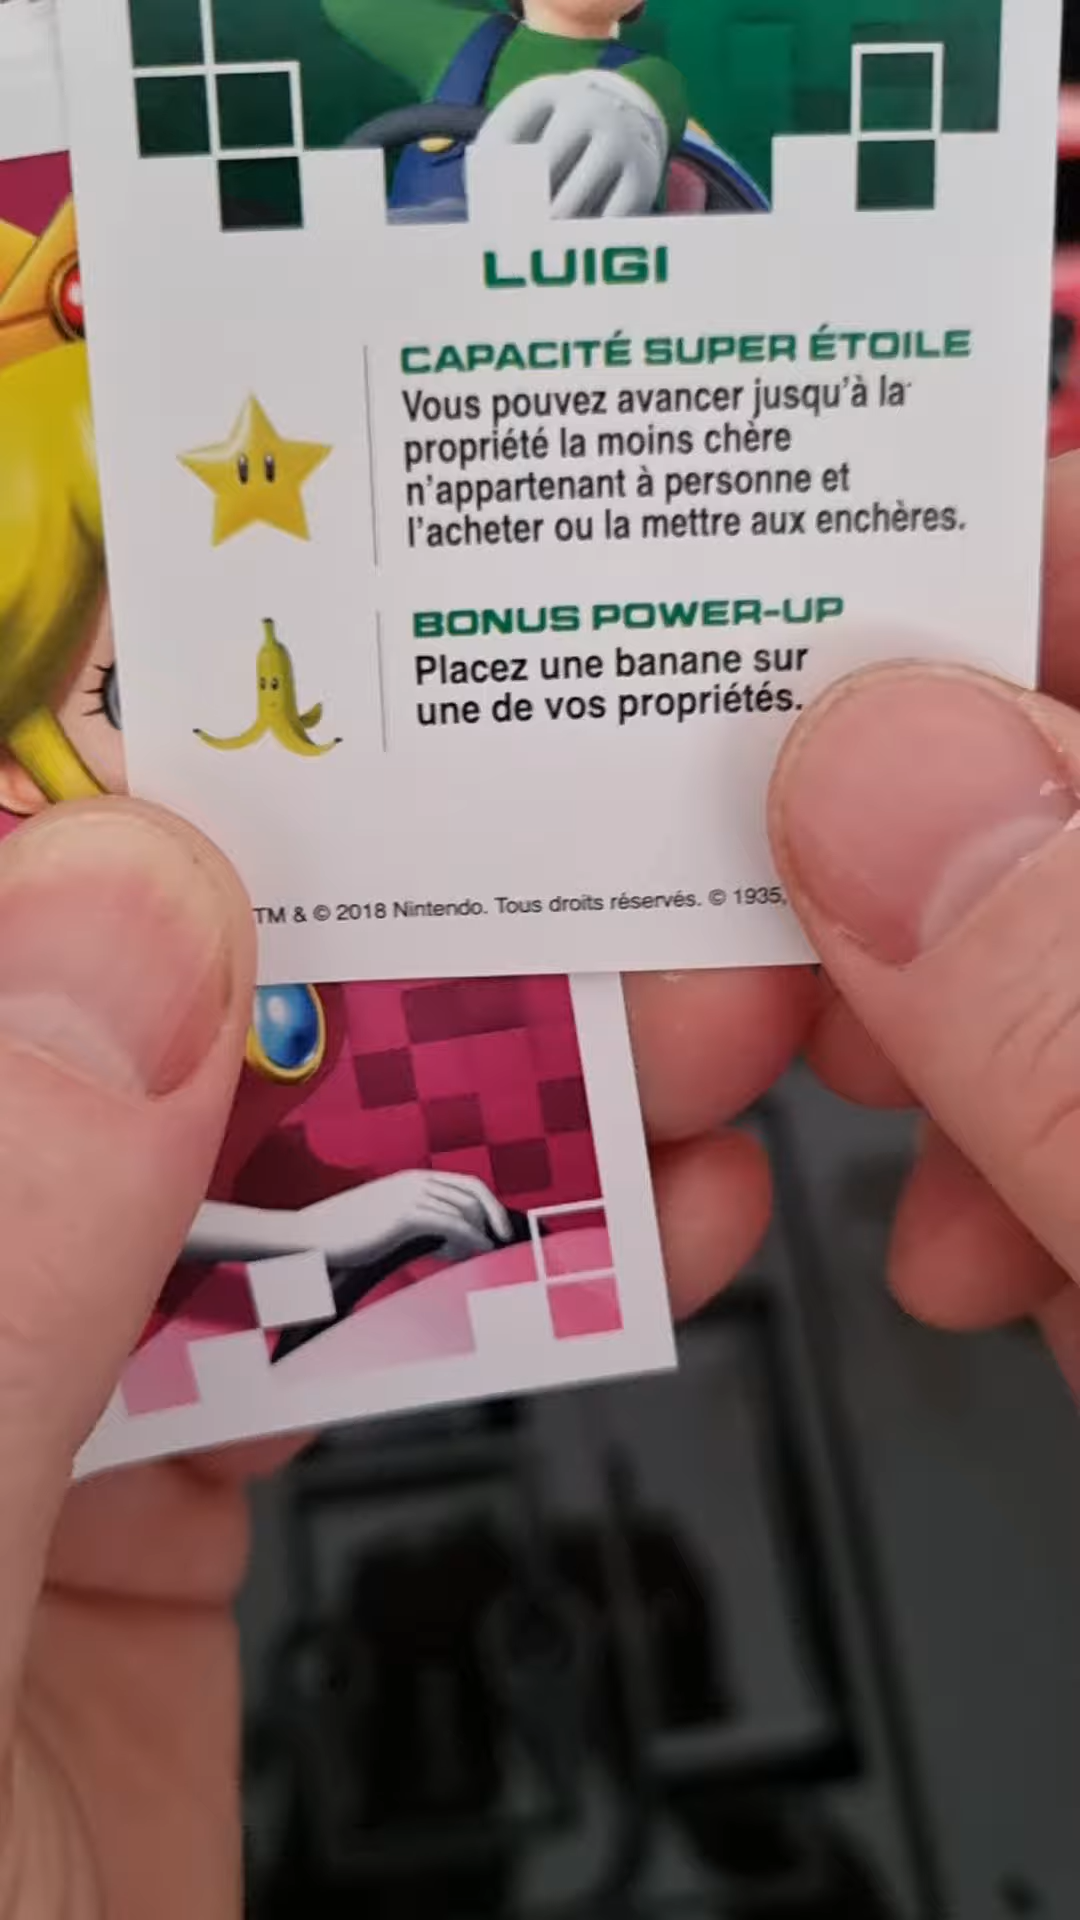 LUIGI
CAPACITÉ SUPER ÉTOILE
Vous pouvez avancer jusqu'à la
propriété la moins chère
n'appartenant à personne et
l'acheter ou la mettre aux enchères.
BONUS POWER-UP
Placez une banane sur
une de vos propriétés.
TM & © 2018 Nintendo. Tous droits réservés. © 1935,